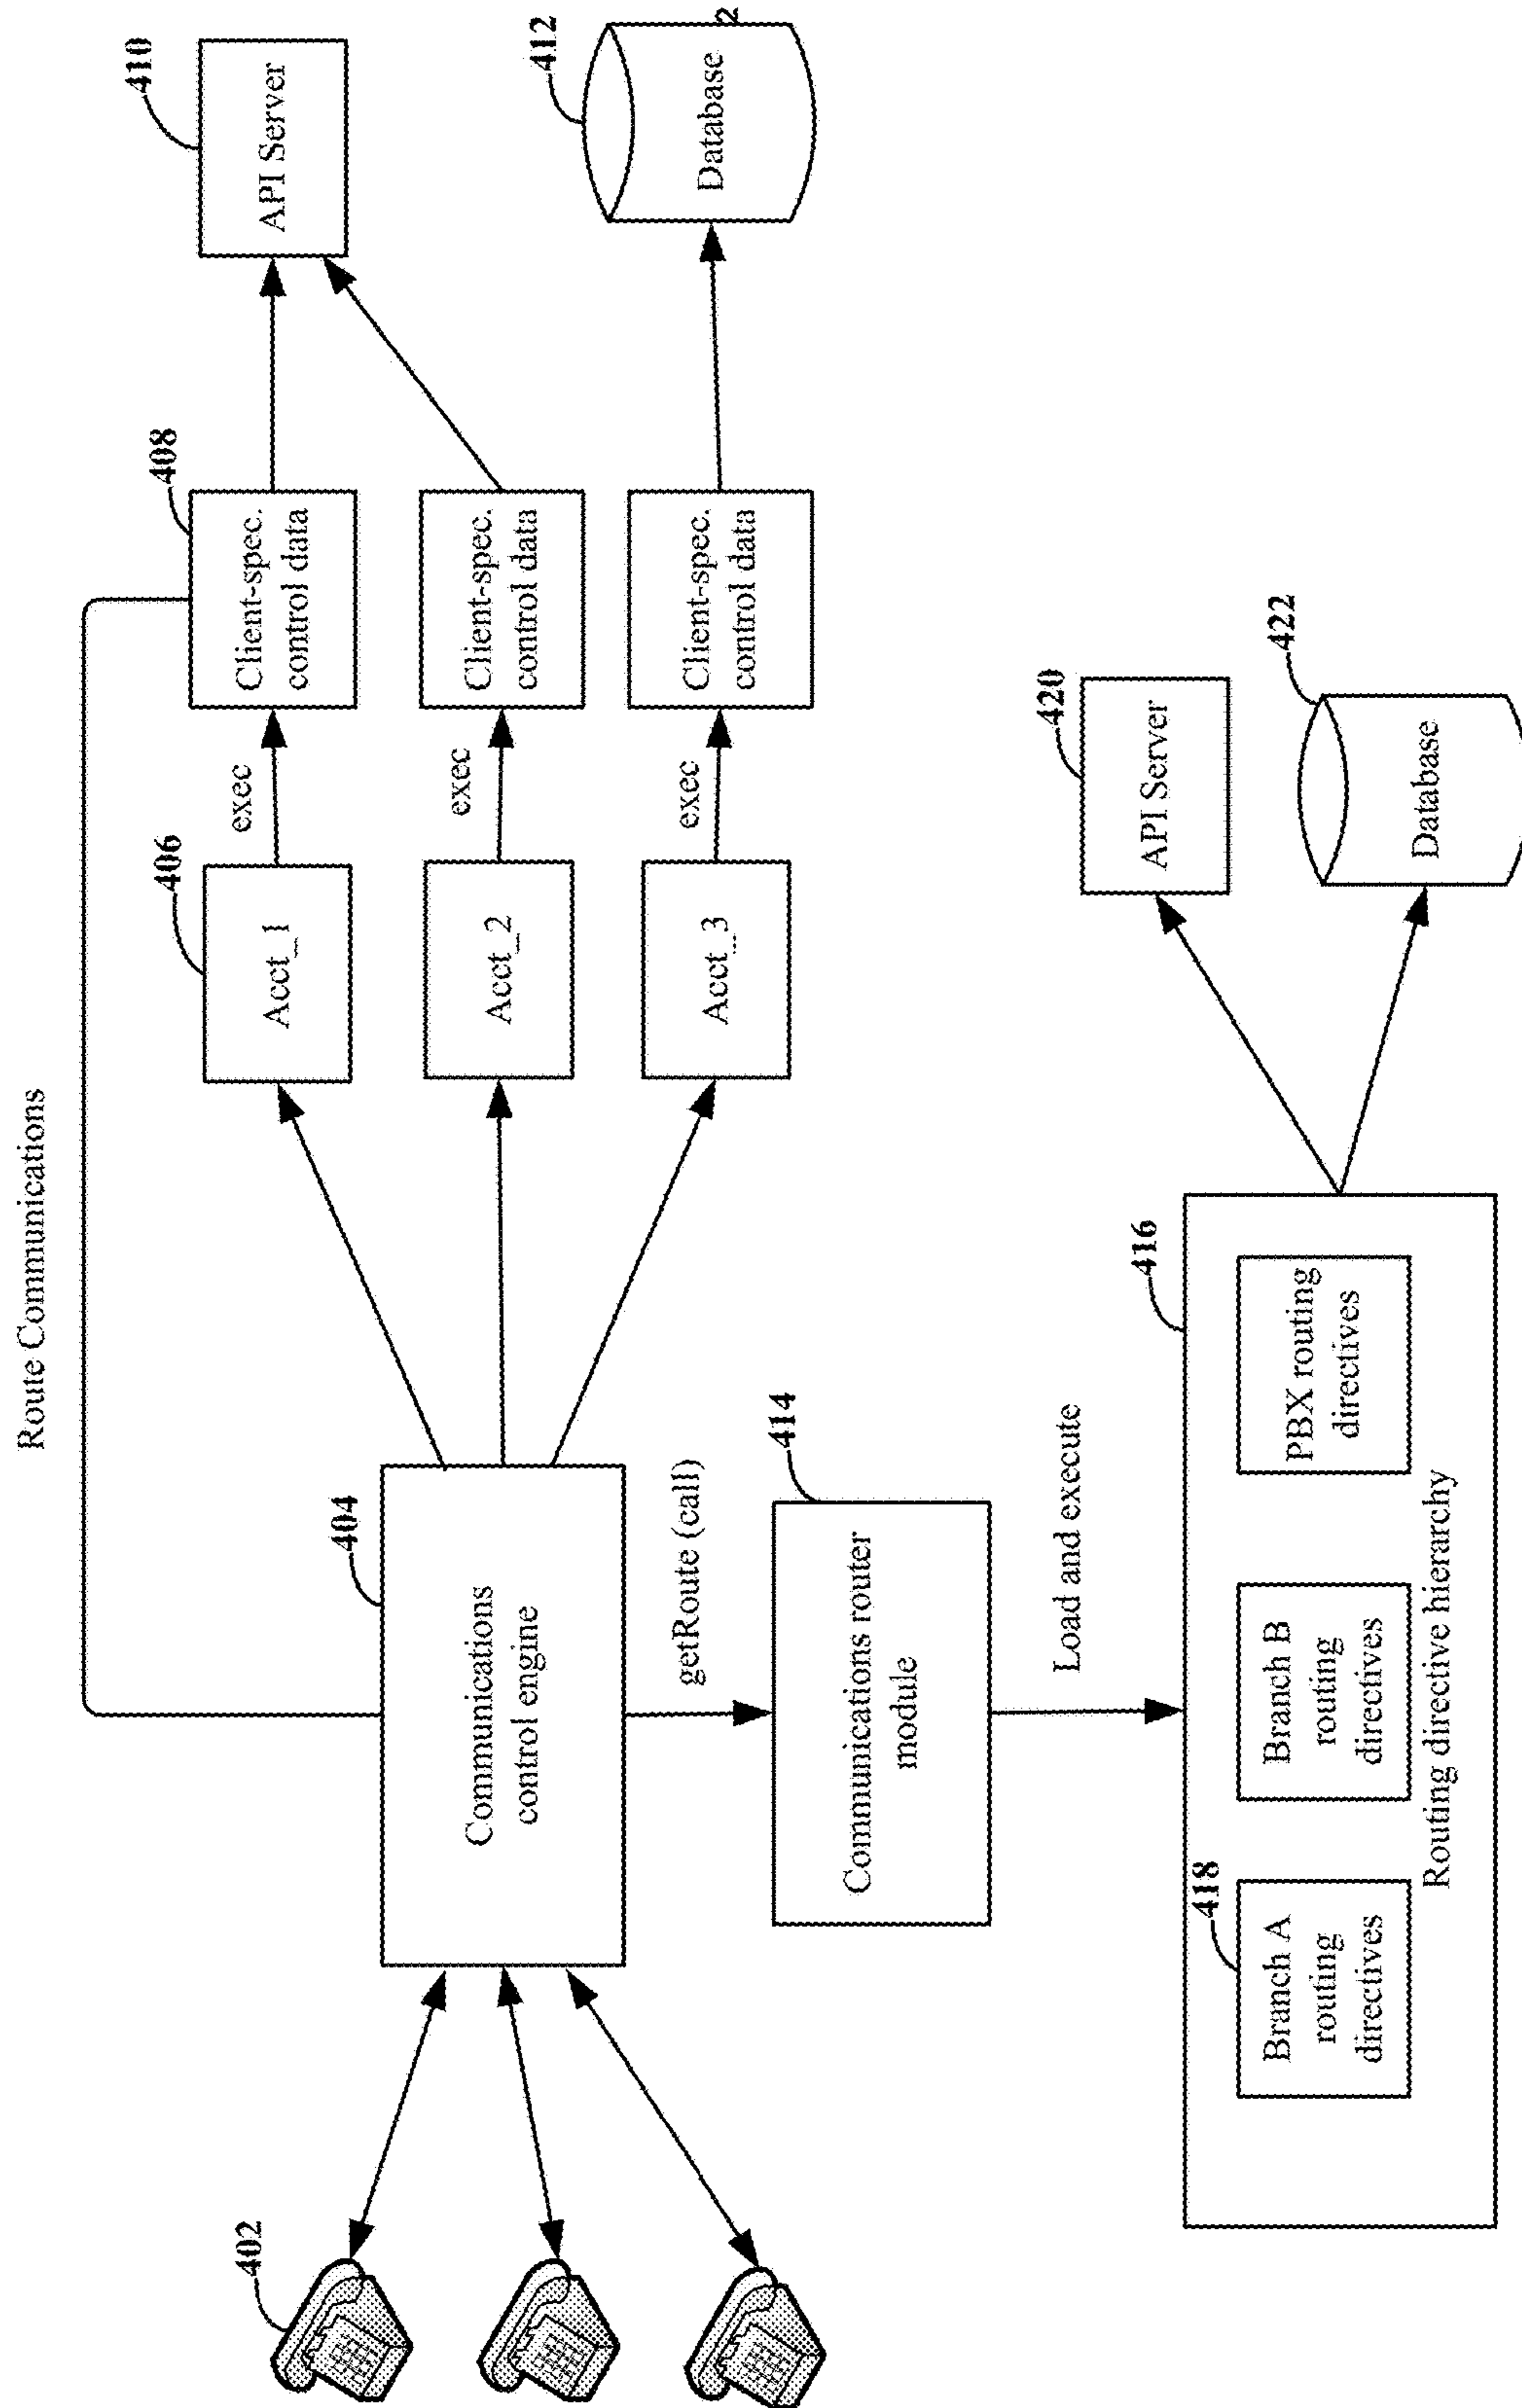 Route Communications
402
404
406
408
410
Communications
control engine
Acct_1
exec
Client-spec.
control data
API Server
Acct_2
exec
Client-spec.
control data
412
Acct_3
exec
Client-spec.
control data
Database
2
getRoute (call)
414
Communications router
module
Load and execute
420
API Server
416
418
Branch A
routing
directives
Branch B
routing
directives
PBX routing
directives
Routing directive hierarchy
422
Database